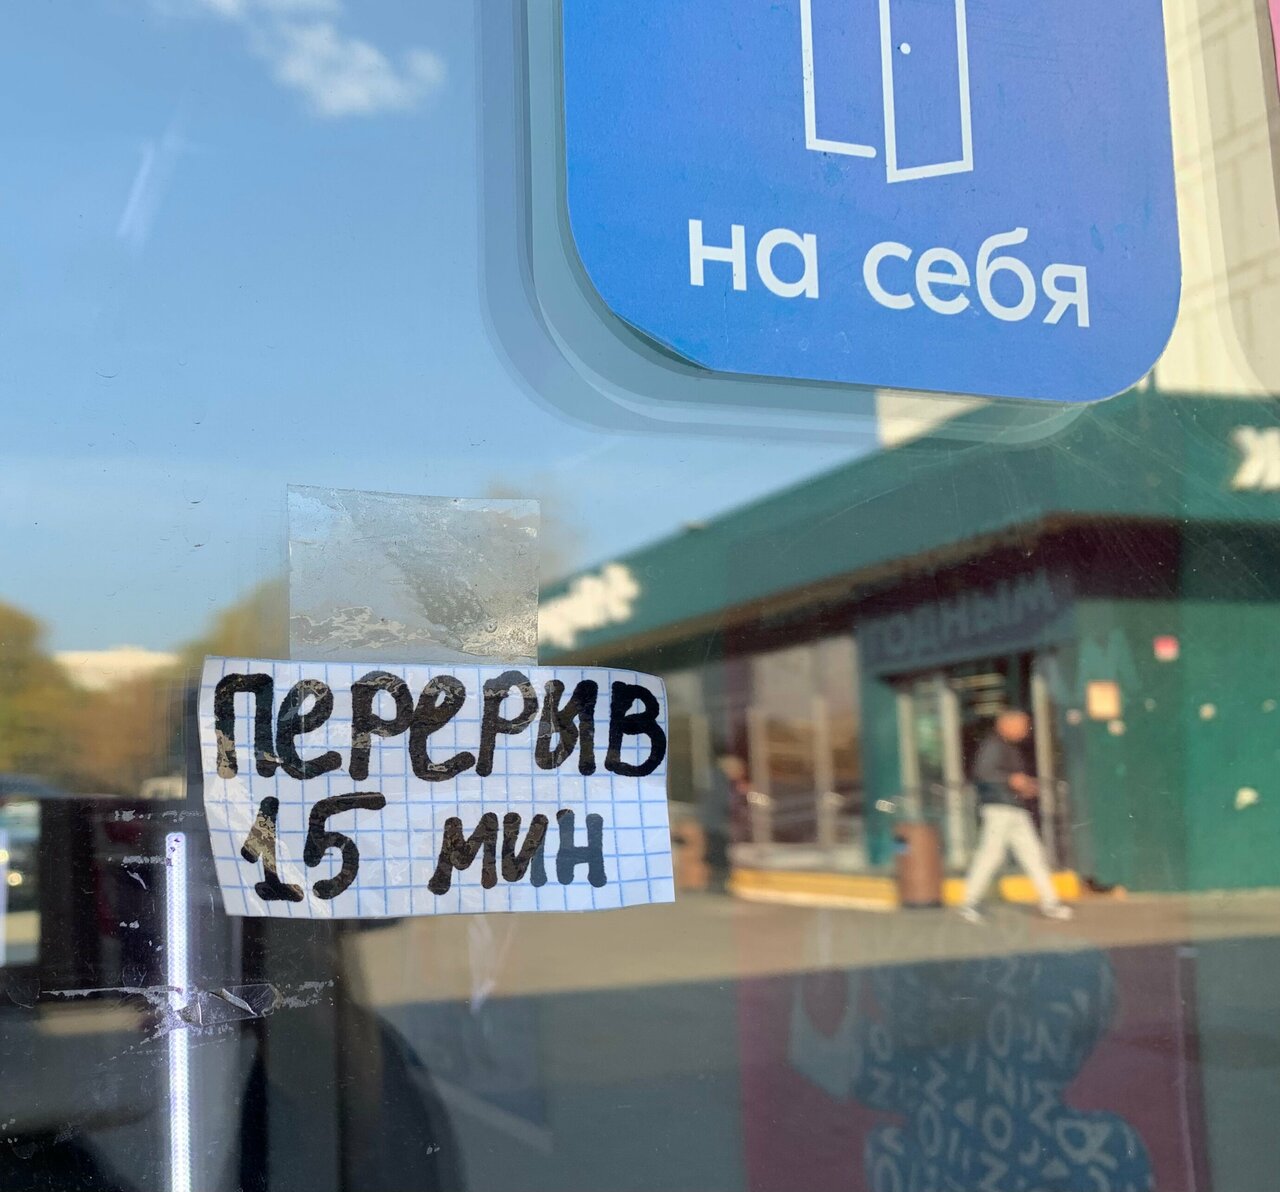 на себя
перерыв
15 мин